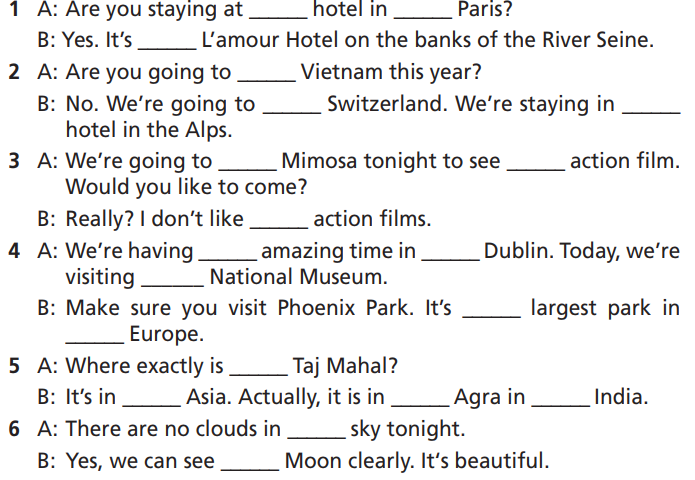 1 A: Are you staying at ______ hotel in ______ Paris?
B: Yes. It’s ______ L’amour Hotel on the banks of the River Seine.
2 A: Are you going to ______ Vietnam this year?
B: No. We’re going to ______ Switzerland. We’re staying in ______
hotel in the Alps.
3 A: We’re going to ______ Mimosa tonight to see ______ action film.
Would you like to come?
B: Really? I don’t like ______ action films.
4 A: We’re having ______ amazing time in ______ Dublin. Today, we’re
visiting ______ National Museum.
B: Make sure you visit Phoenix Park. It’s ______ largest park in
______ Europe.
5 A: Where exactly is ______ Taj Mahal?
B: It’s in ______ Asia. Actually, it is in ______ Agra in ______ India.
6 A: There are no clouds in ______ sky tonight.
B: Yes, we can see ______ Moon clearly. It’s beautiful.